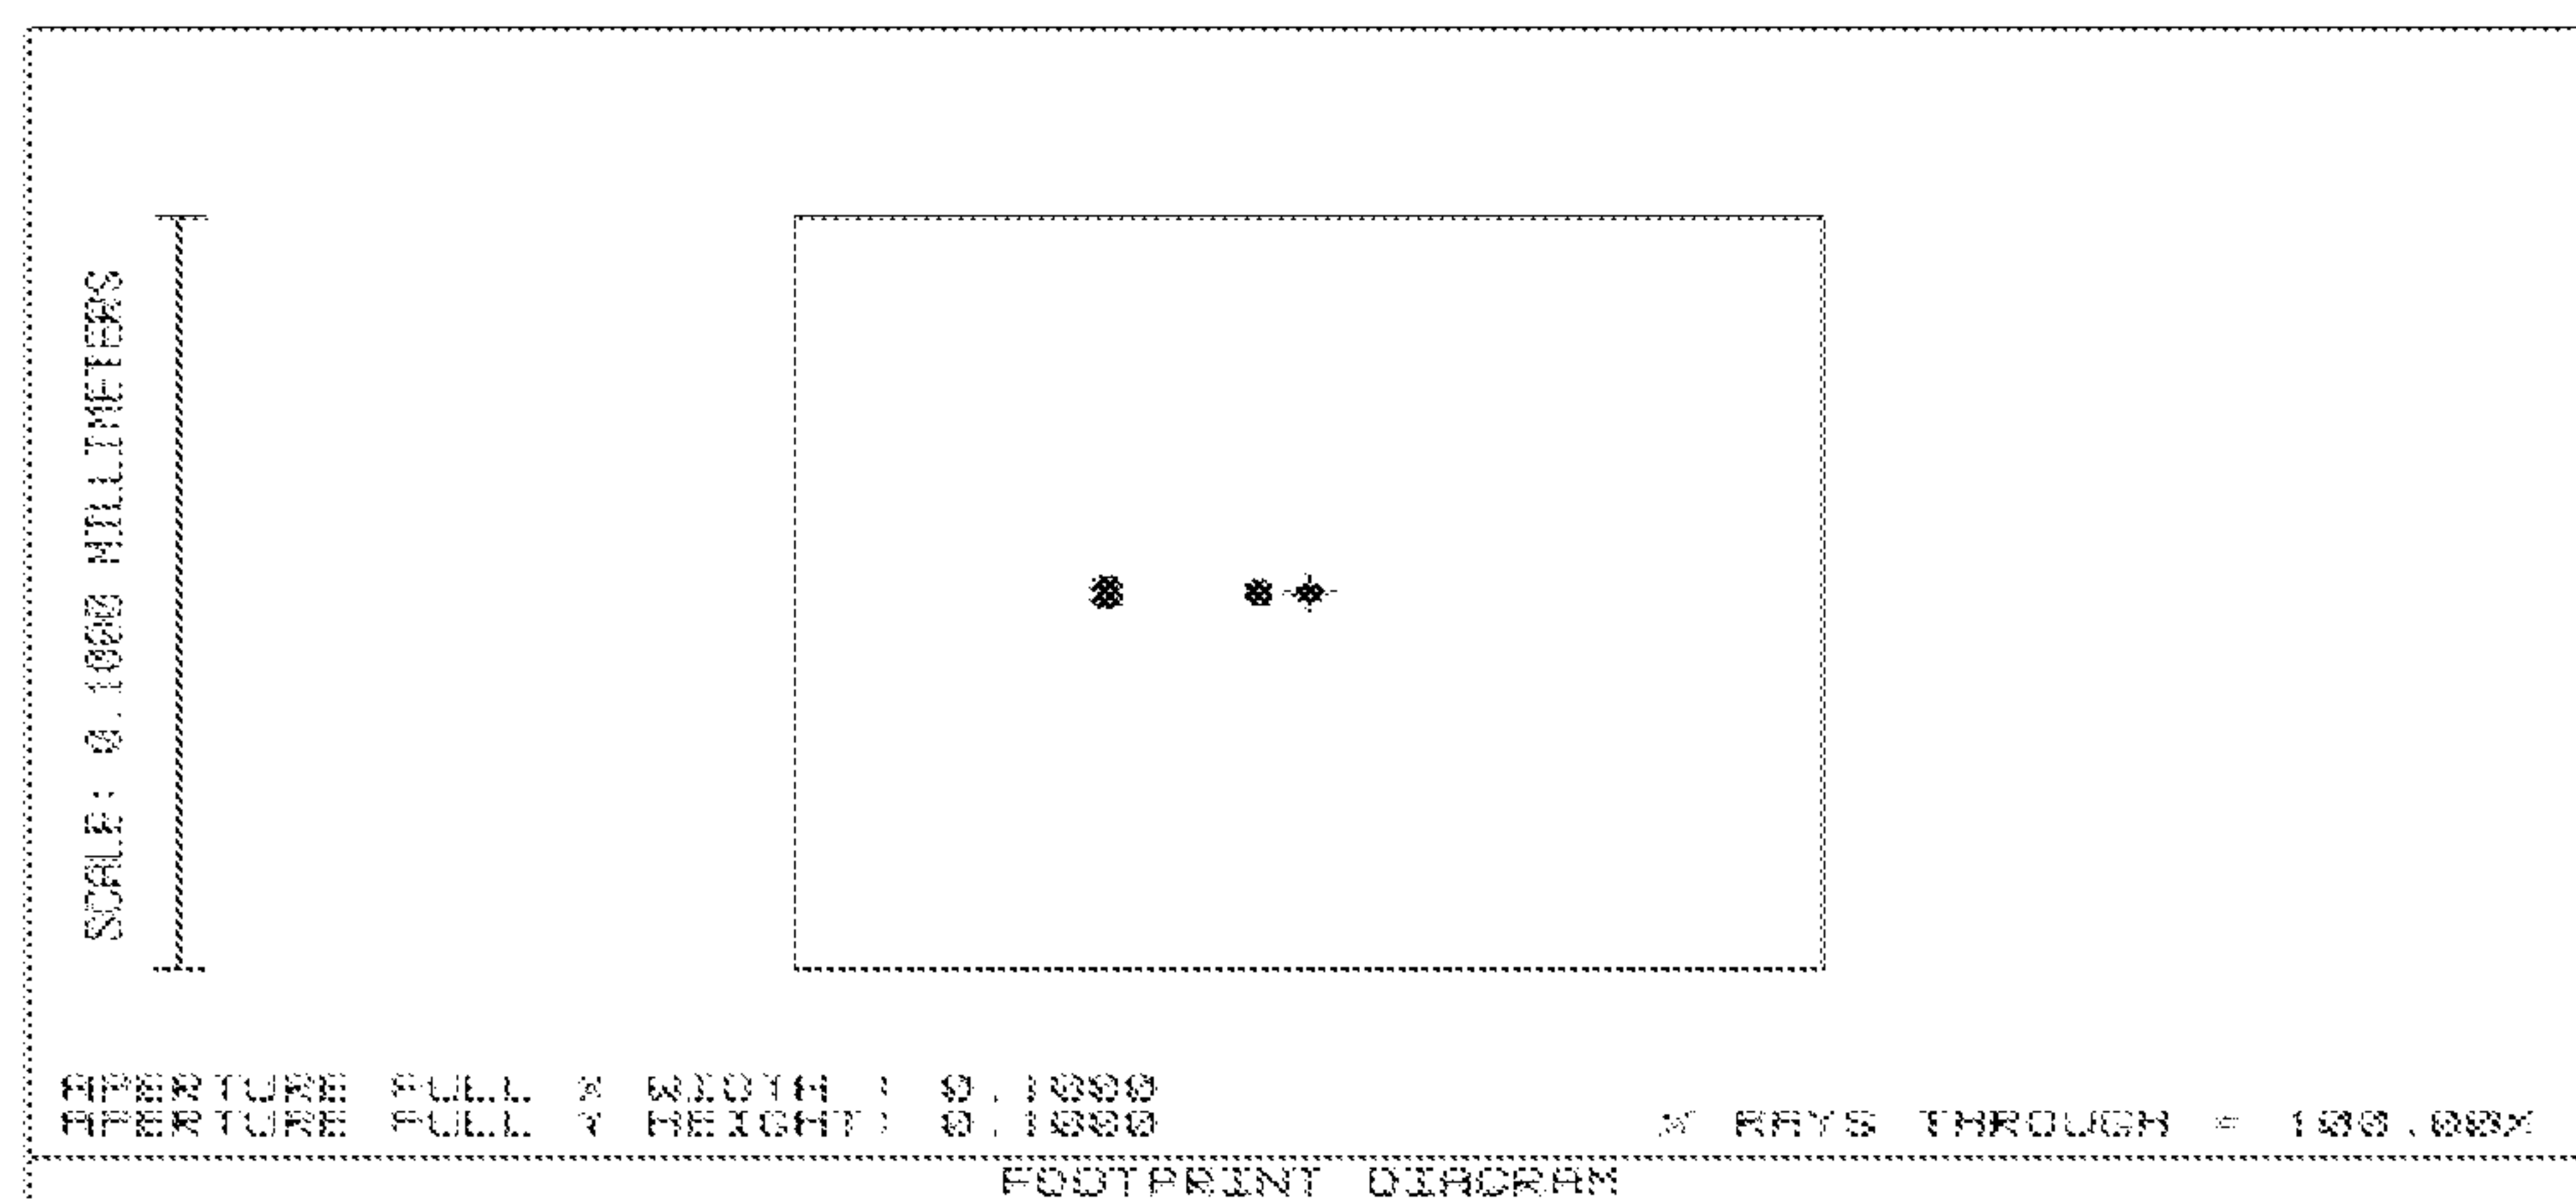 SCALE: 0.1000 MILLIMETERS
APERTURE FULL X WIDTH : 0.1000
APERTURE FULL Y HEIGHT: 0.1000
% RAYS THROUGH = 100.00%
FOOTPRINT DIAGRAM